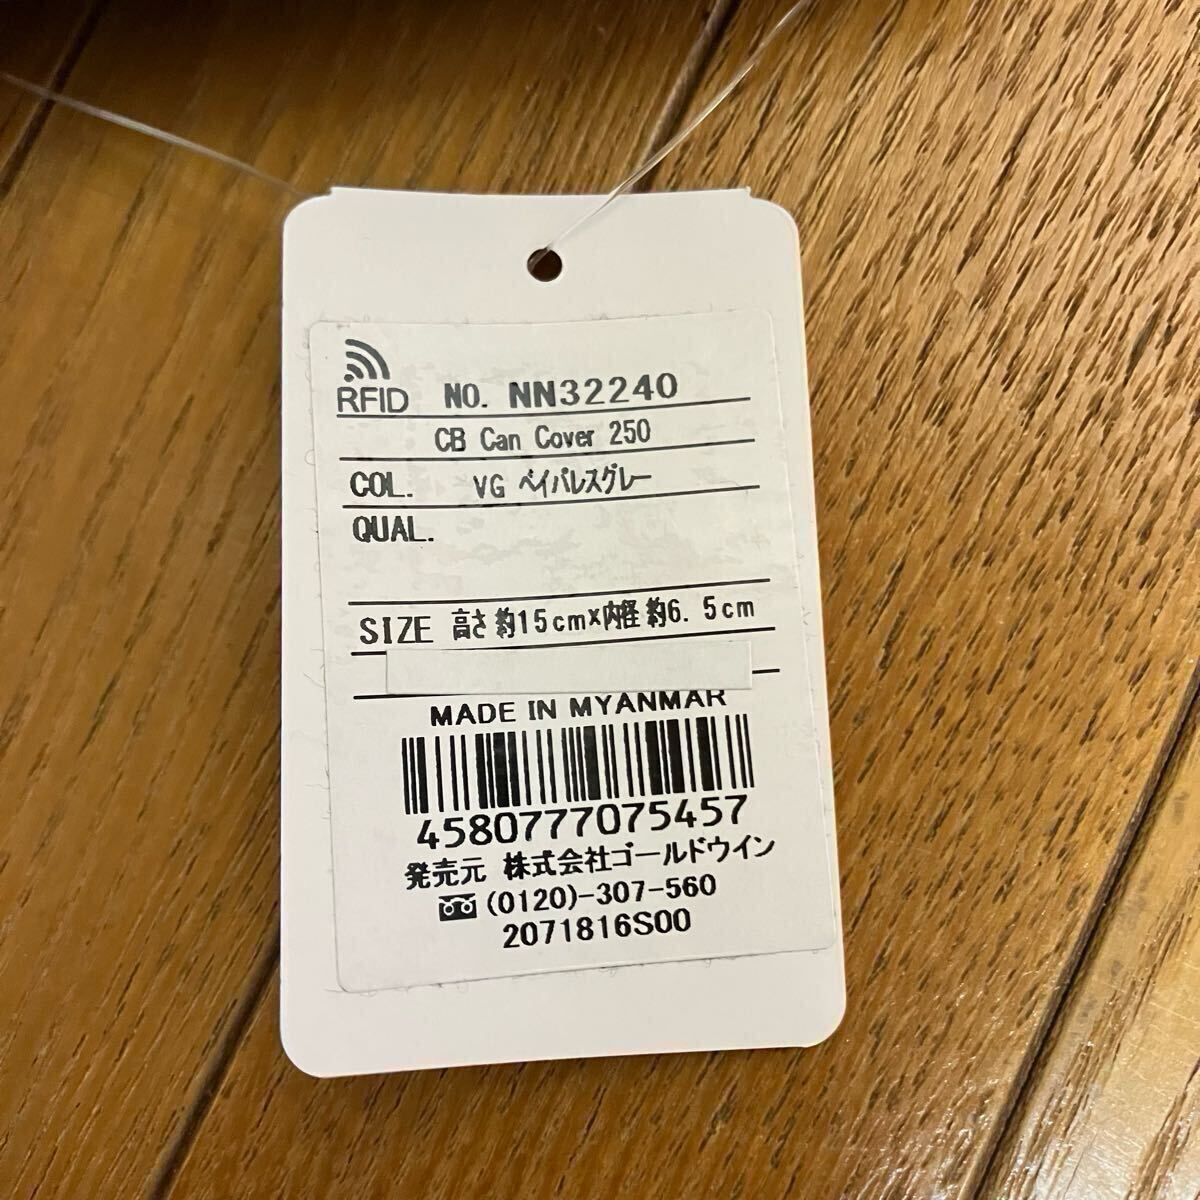 RFID NO. NN32240
CB Can Cover 250
COL. VG ベイパレスグレー
QUAL.
SIZE 高さ約15cm×内径約6.5cm
MADE IN MYANMAR
4580777075457
発売元 株式会社ゴールドウイン
(0120)-307-560
2071816S00